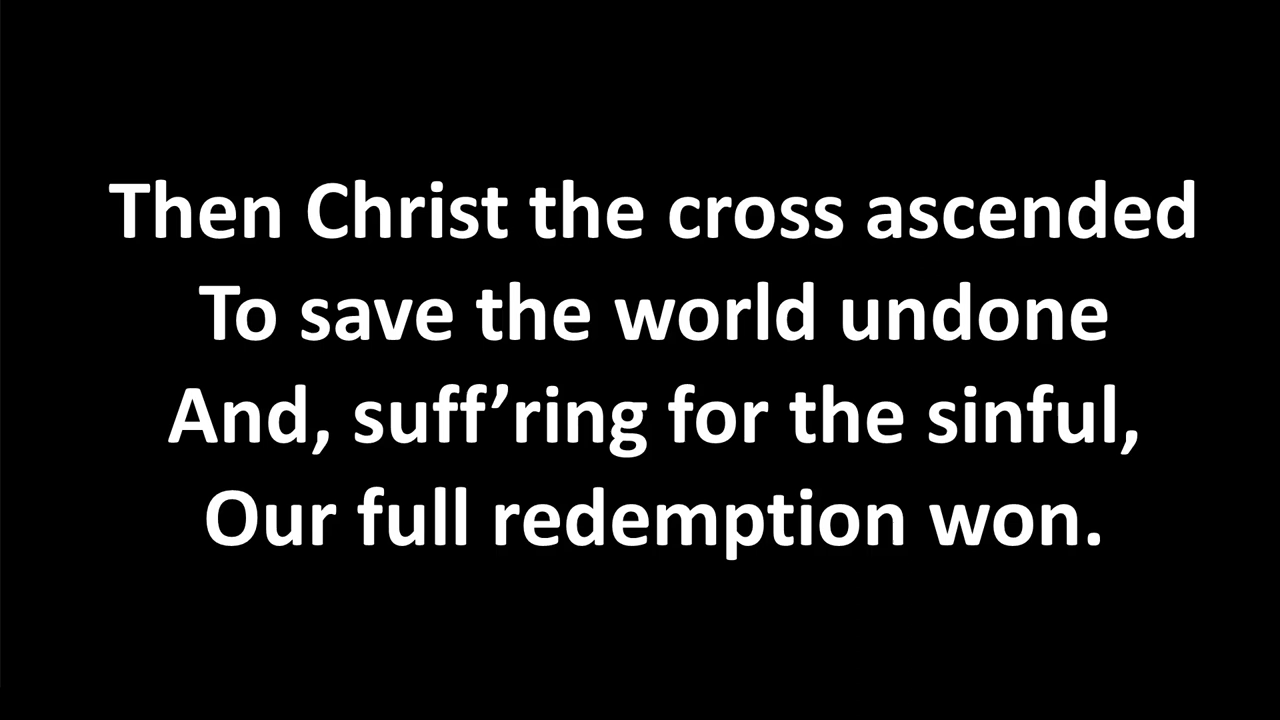 Then Christ the cross ascended
To save the world undone
And, suff’ring for the sinful,
Our full redemption won.